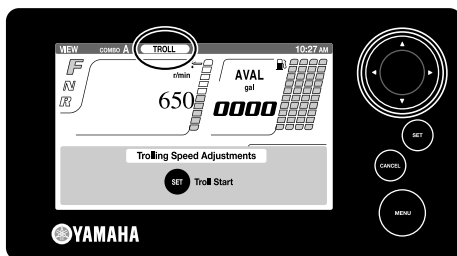 VIEW COMBO A TROLL 10:27 AM
F
N
R
r/min
650
AVAL
gal
0000
Trolling Speed Adjustments
SET Troll Start
SET
CANCEL
MENU
YAMAHA